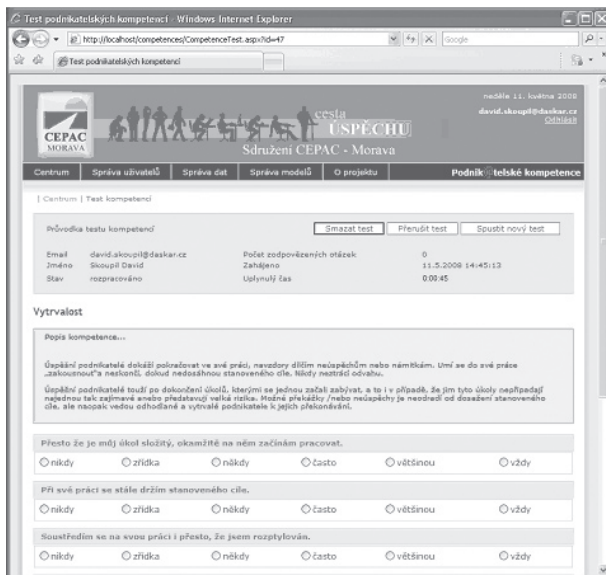 Test podnikatelských kompetencí - Windows Internet Explorer
http://localhost/competences/CompetenceTest.aspx?id=47
Google
Test podnikatelských kompetencí
neděle 11. května 2008
david.skoupil@daskar.cz
Odhlásit
CEPAC
MORAVA
cesta
ÚSPĚCHU
Sdružení CEPAC - Morava
Centrum Správa uživatelů Správa dat Správa modelů O projektu Podnik@telské kompetence
| Centrum | Test kompetencí
Průvodka testu kompetencí Smazat test Přerušit test Spustit nový test
Email david.skoupil@daskar.cz Počet zodpovězených otázek 0
Jméno Skoupil David Zahájeno 11.5.2008 14:45:13
Stav rozpracováno Uplynulý čas 0:00:45
Vytrvalost
Popis kompetence...
Úspěšní podnikatelé dokáží pokračovat ve své práci, navzdory dílčím neúspěchům nebo námitkám. Umí se do své práce
„zakousnout“a neskončí, dokud nedosáhnou stanoveného cíle. Nikdy neztrácí odvahu.
Úspěšní podnikatelé touží po dokončení úkolů, kterými se jednou začali zabývat, a to i v případě, že jim tyto úkoly nepřipadají
najednou tak zajímavé anebo představují velká rizika. Možné překážky /nebo neúspěchy je neodradí od dosažení stanoveného
cíle, ale naopak vedou odhodlané a vytrvalé podnikatele k jejich překonávání.
Přesto že je můj úkol složitý, okamžitě na něm začínám pracovat.
nikdy zřídka někdy často většinou vždy
Při své práci se stále držím stanoveného cíle.
nikdy zřídka někdy často většinou vždy
Soustředím se na svou práci i přesto, že jsem rozptylován.
nikdy zřídka někdy často většinou vždy